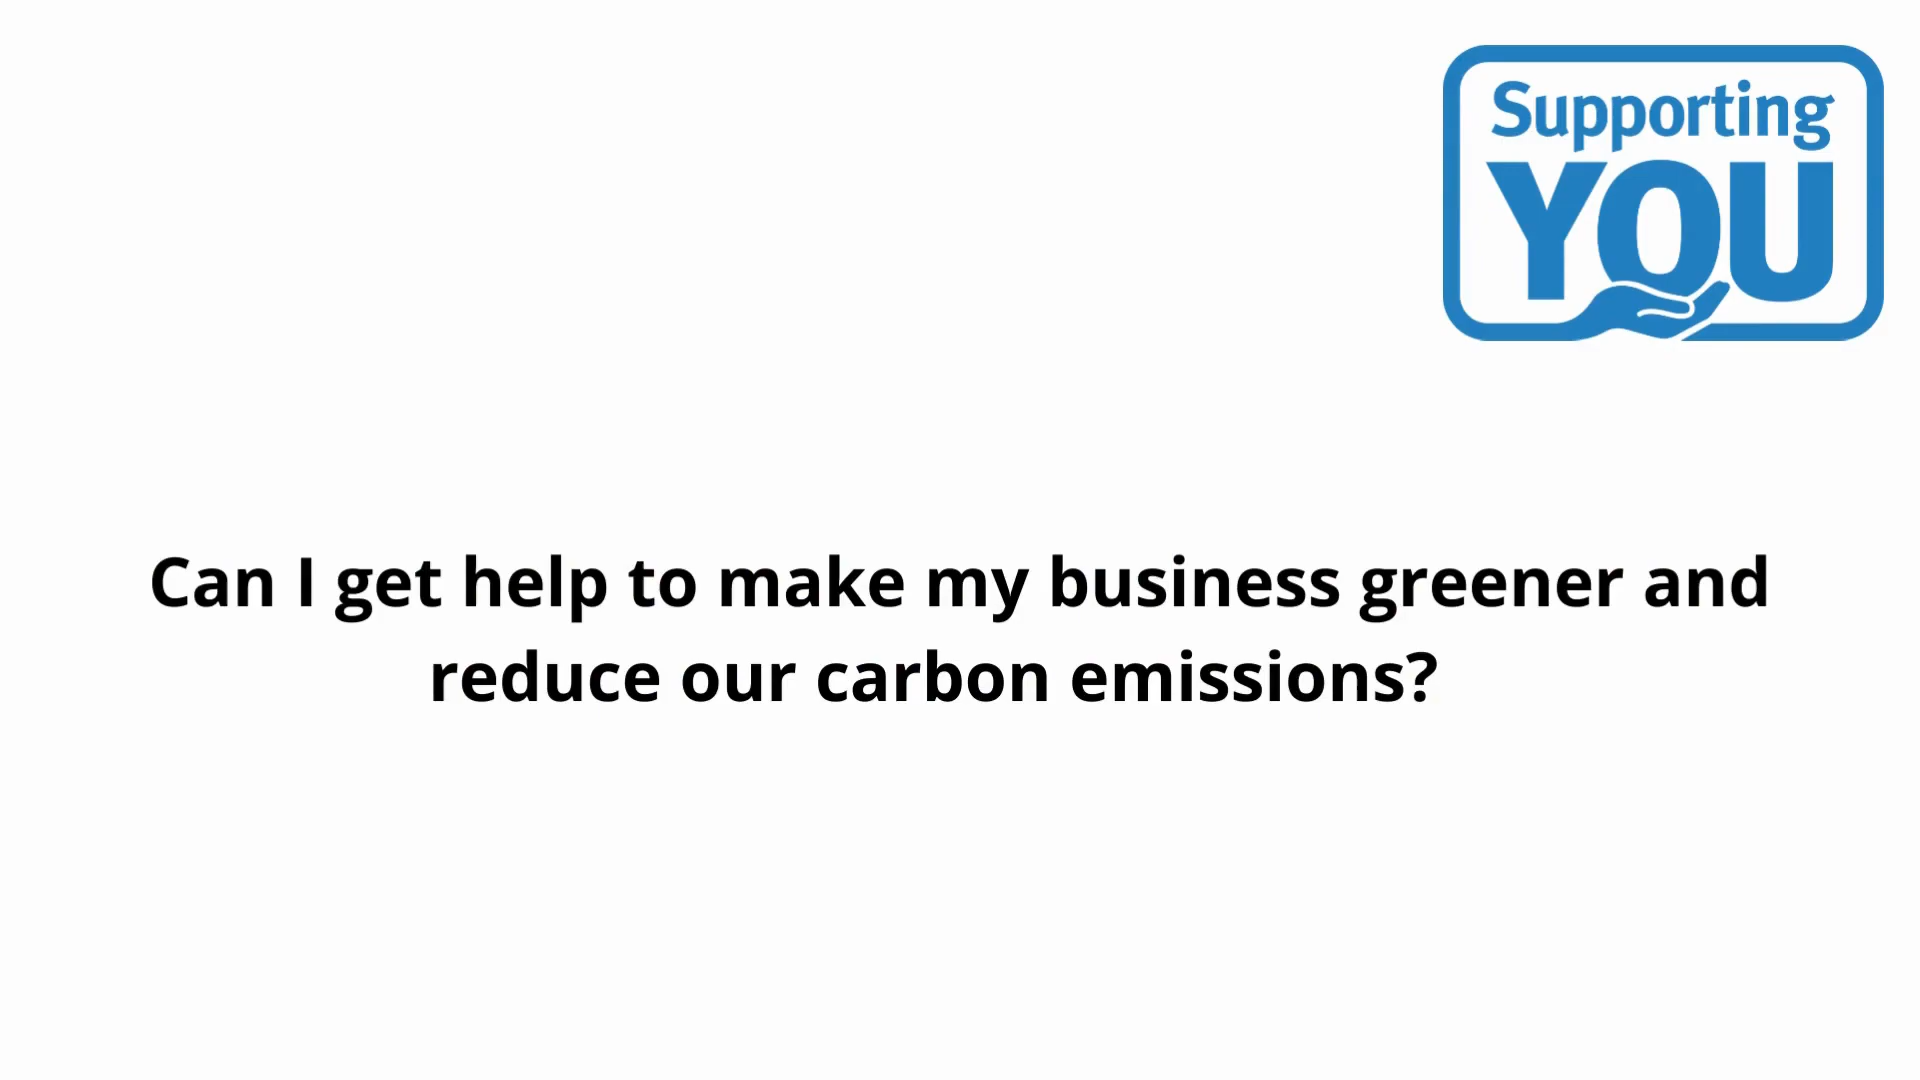 Supporting
YOU
Can I get help to make my business greener and
reduce our carbon emissions?